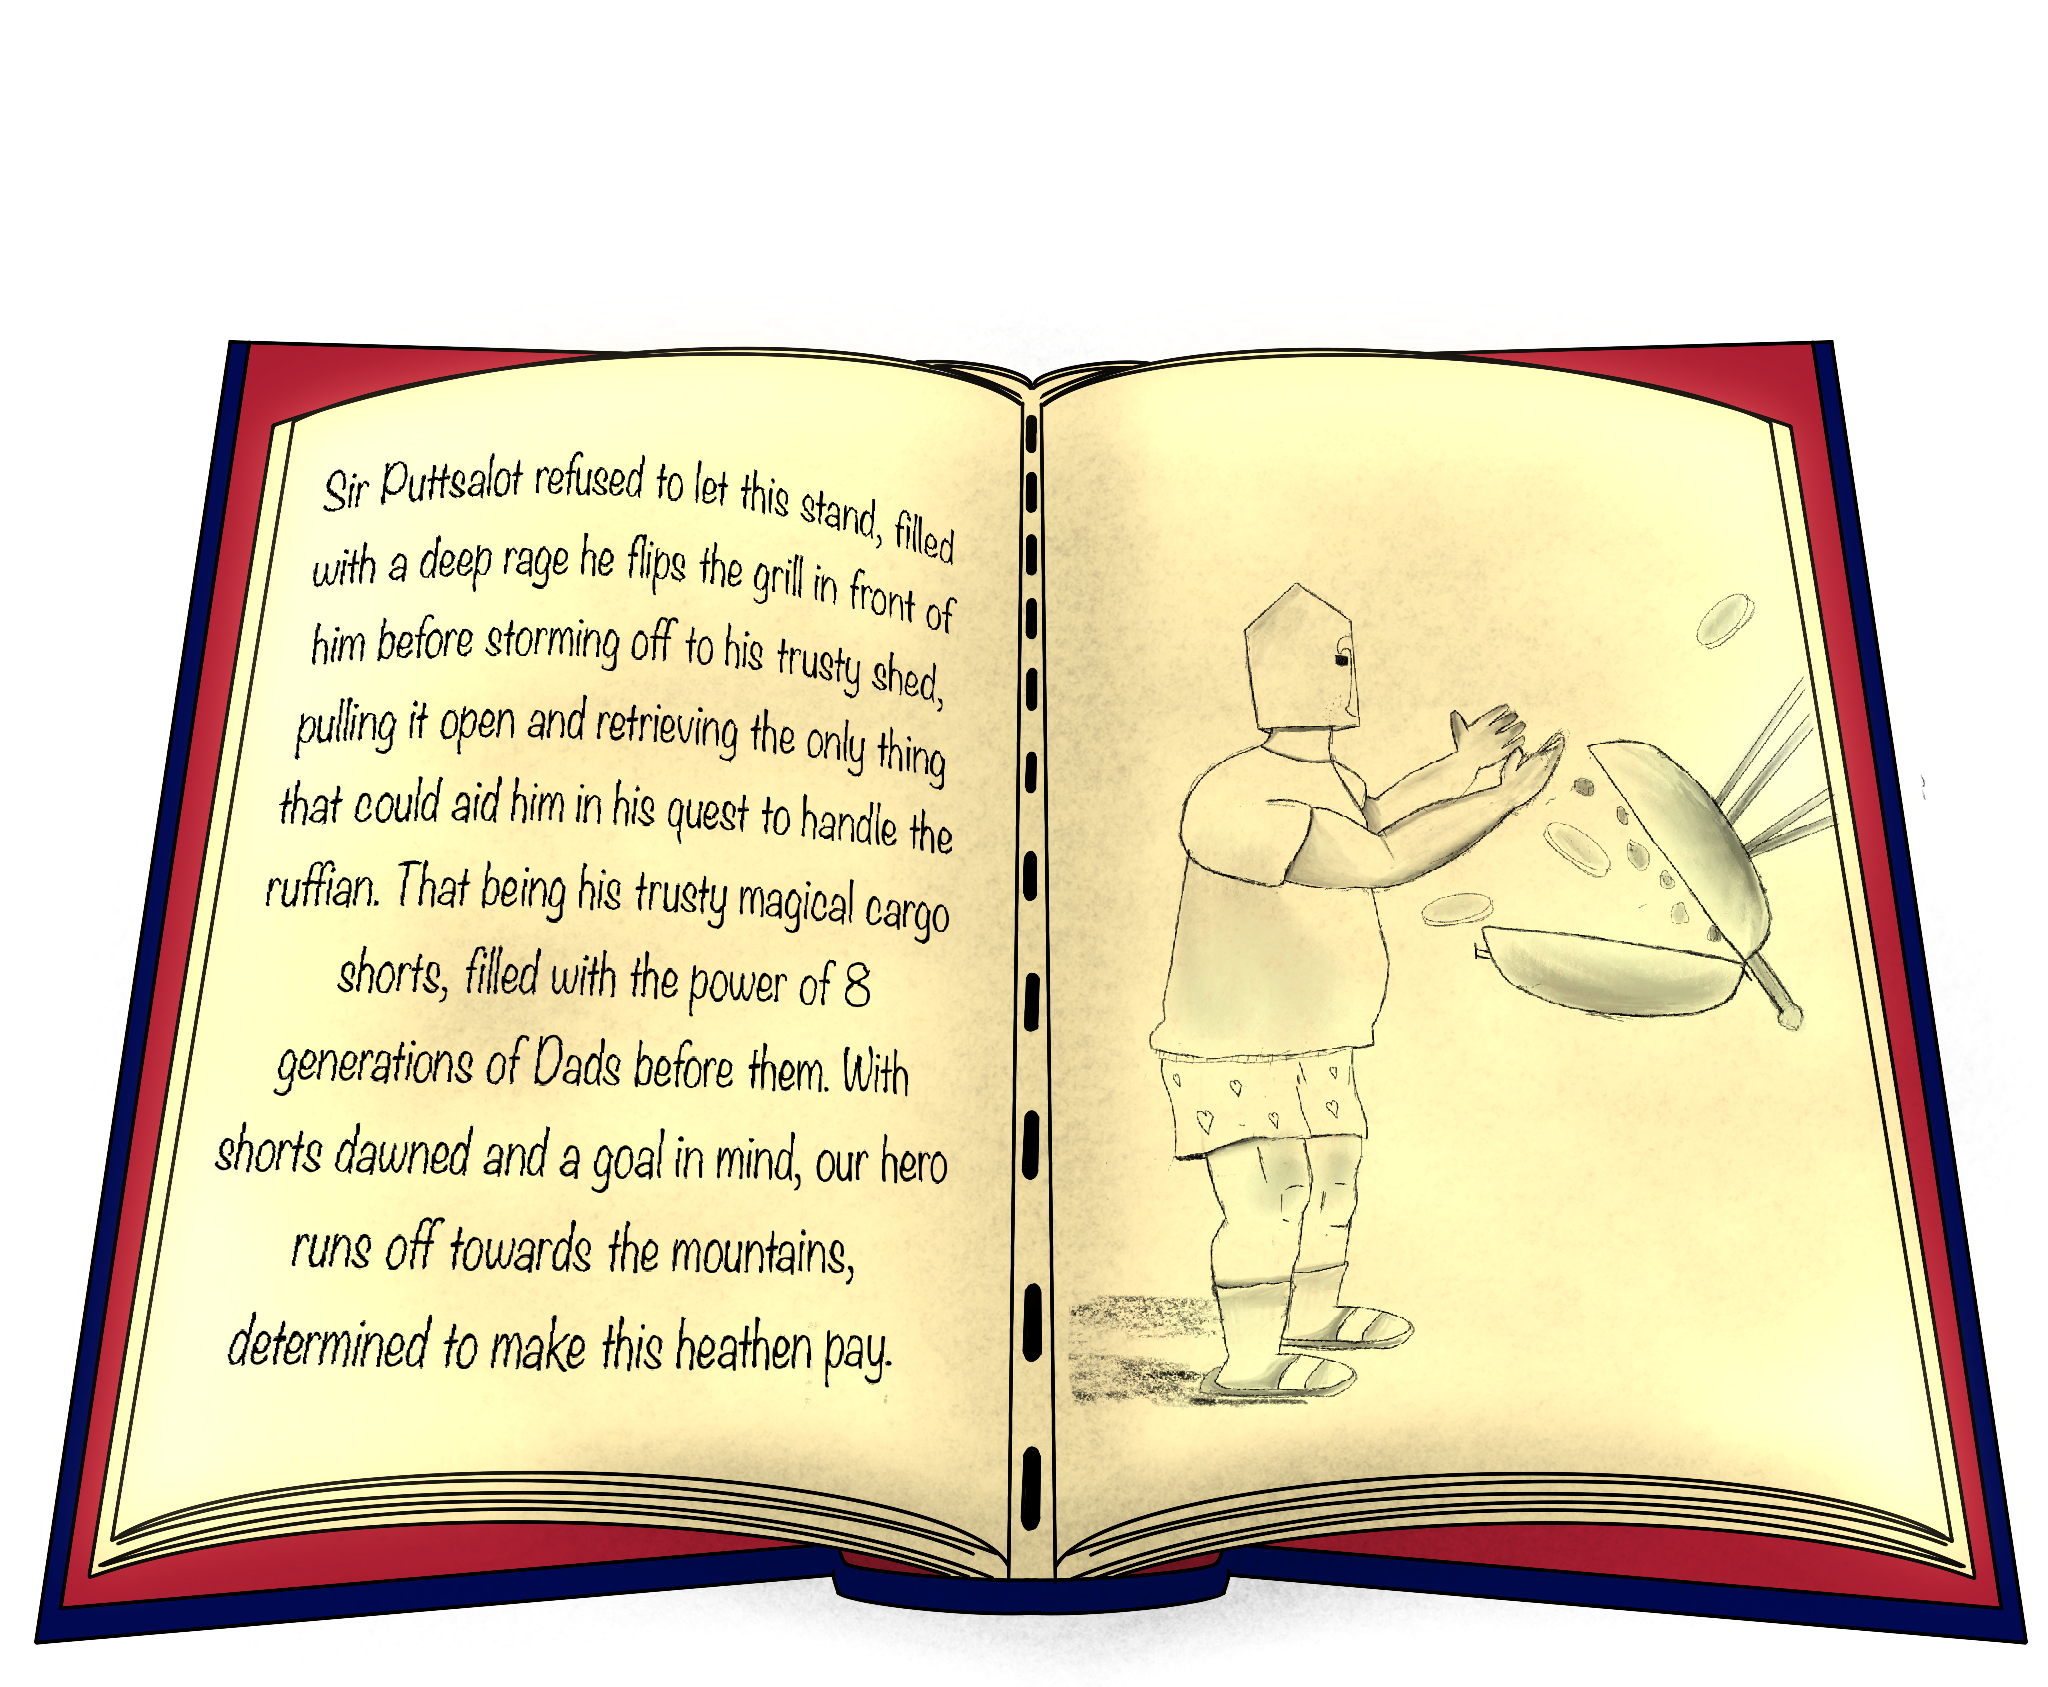 Sir Puttsalot refused to let this stand, filled
with a deep rage he flips the grill in front of
him before storming off to his trusty shed,
pulling it open and retrieving the only thing
that could aid him in his quest to handle the
ruffian. That being his trusty magical cargo
shorts, filled with the power of 8
generations of Dads before them. With
shorts dawned and a goal in mind, our hero
runs off towards the mountains,
determined to make this heathen pay.